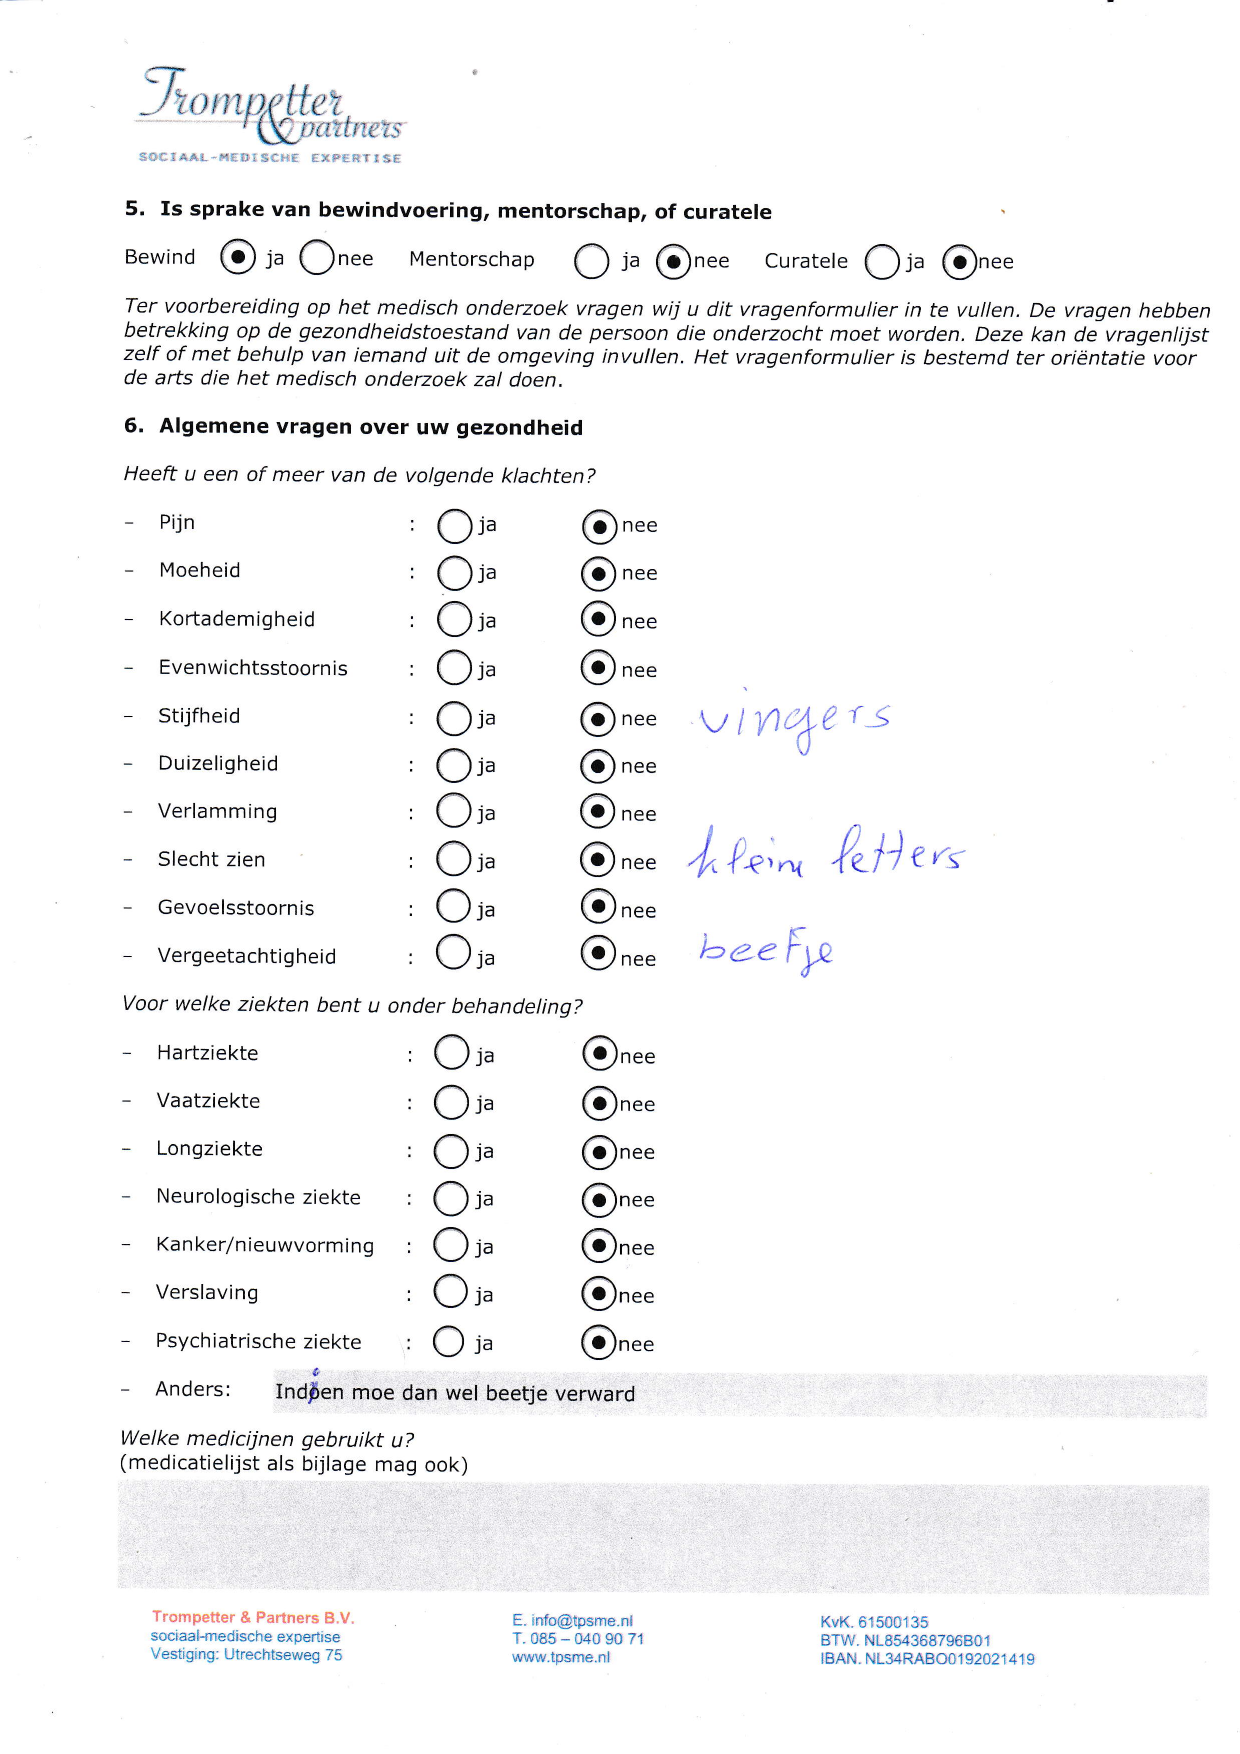 Trompetter
& partners
SOCIAAL-MEDISCHE EXPERTISE
5. Is sprake van bewindvoering, mentorschap, of curatele
Bewind ja nee Mentorschap ja nee Curatele ja nee
Ter voorbereiding op het medisch onderzoek vragen wij u dit vragenformulier in te vullen. De vragen hebben
betrekking op de gezondheidstoestand van de persoon die onderzocht moet worden. Deze kan de vragenlijst
zelf of met behulp van iemand uit de omgeving invullen. Het vragenformulier is bestemd ter oriëntatie voor
de arts die het medisch onderzoek zal doen.
6. Algemene vragen over uw gezondheid
Heeft u een of meer van de volgende klachten?
- Pijn : ja nee
- Moeheid : ja nee
- Kortademigheid : ja nee
- Evenwichtsstoornis : ja nee
- Stijfheid : ja nee vingers
- Duizeligheid : ja nee
- Verlamming : ja nee
- Slecht zien : ja nee klein letters
- Gevoelsstoornis : ja nee
- Vergeetachtigheid : ja nee beetje
Voor welke ziekten bent u onder behandeling?
- Hartziekte : ja nee
- Vaatziekte : ja nee
- Longziekte : ja nee
- Neurologische ziekte : ja nee
- Kanker/nieuwvorming : ja nee
- Verslaving : ja nee
- Psychiatrische ziekte : ja nee
- Anders: Indien moe dan wel beetje verward
Welke medicijnen gebruikt u?
(medicatielijst als bijlage mag ook)
Trompetter & Partners B.V. E. info@tpsme.nl KvK. 61500135
sociaal-medische expertise T. 085 – 040 90 71 BTW. NL854368796B01
Vestiging: Utrechtseweg 75 www.tpsme.nl IBAN. NL34RABO0192021419